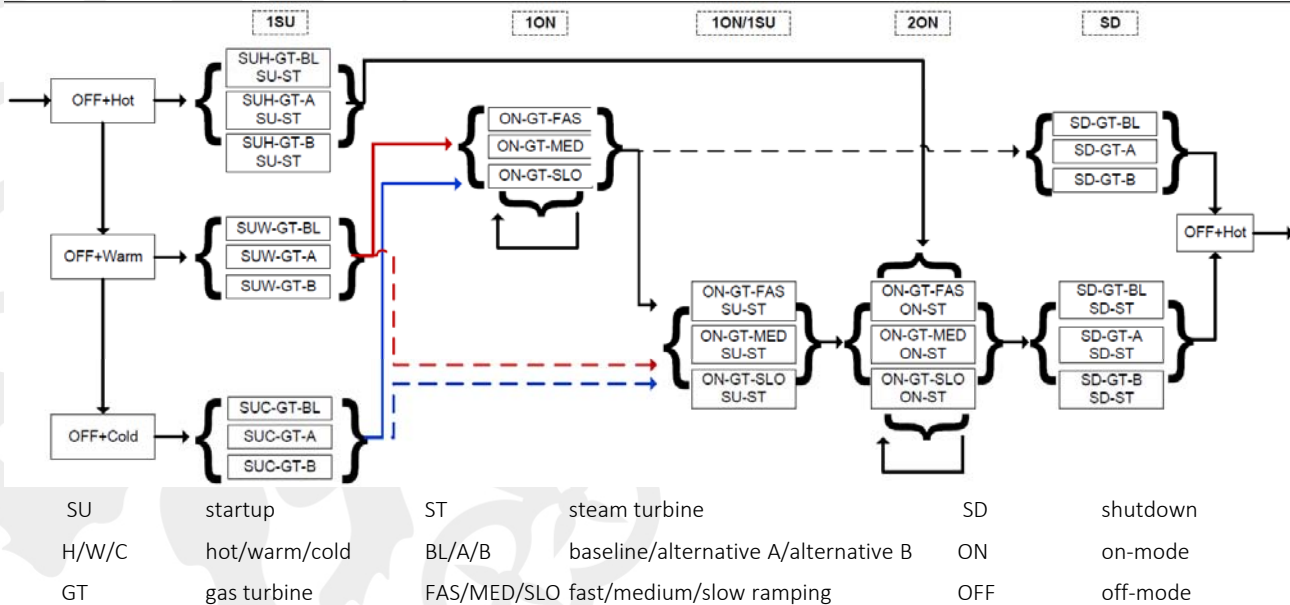 1SU 1ON 1ON/1SU 2ON SD
OFF+Hot
SUH-GT-BL
SU-ST
SUH-GT-A
SU-ST
SUH-GT-B
SU-ST
OFF+Warm
SUW-GT-BL
SUW-GT-A
SUW-GT-B
OFF+Cold
SUC-GT-BL
SUC-GT-A
SUC-GT-B
ON-GT-FAS
ON-GT-MED
ON-GT-SLO
ON-GT-FAS
SU-ST
ON-GT-MED
SU-ST
ON-GT-SLO
SU-ST
ON-GT-FAS
ON-ST
ON-GT-MED
ON-ST
ON-GT-SLO
ON-ST
SD-GT-BL
SD-GT-A
SD-GT-B
SD-GT-BL
SD-ST
SD-GT-A
SD-ST
SD-GT-B
SD-ST
OFF+Hot
SU startup ST steam turbine SD shutdown
H/W/C hot/warm/cold BL/A/B baseline/alternative A/alternative B ON on-mode
GT gas turbine FAS/MED/SLO fast/medium/slow ramping OFF off-mode